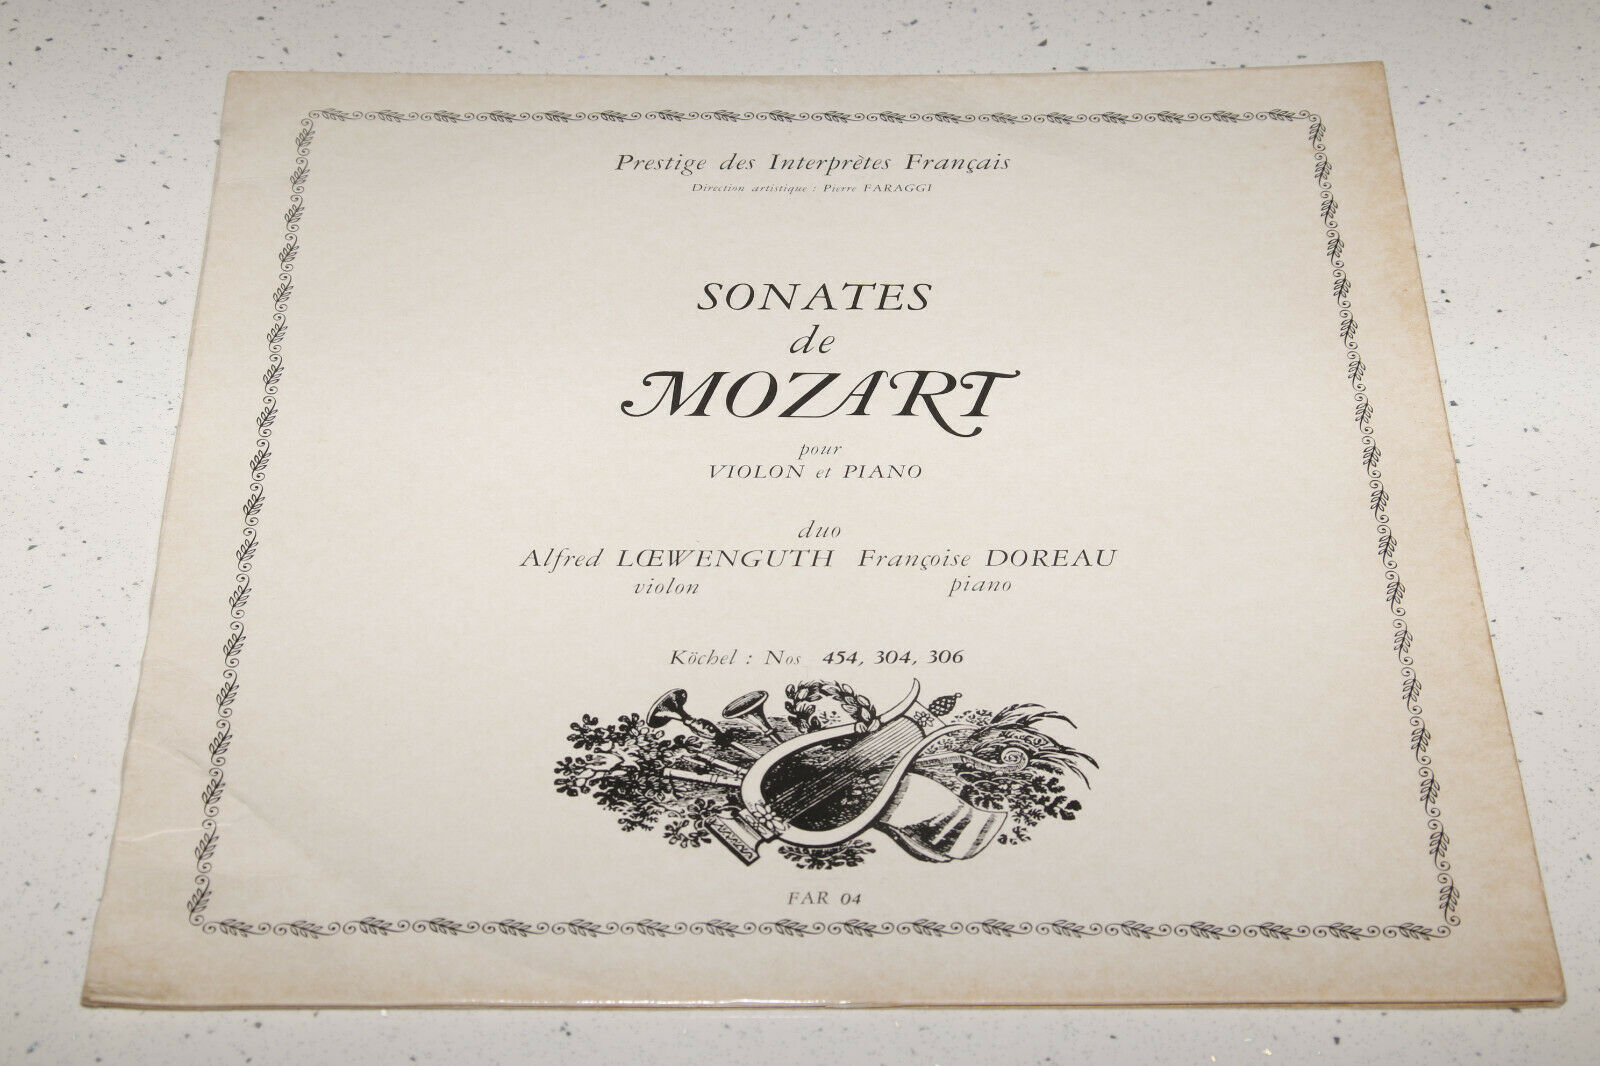 Prestige des Interprètes Français
Direction artistique : Pierre FARAGGI
SONATES
de
MOZART
pour
VIOLON et PIANO
duo
Alfred LŒWENGUTH Françoise DOREAU
violon piano
Köchel : Nos 454, 304, 306
FAR 04